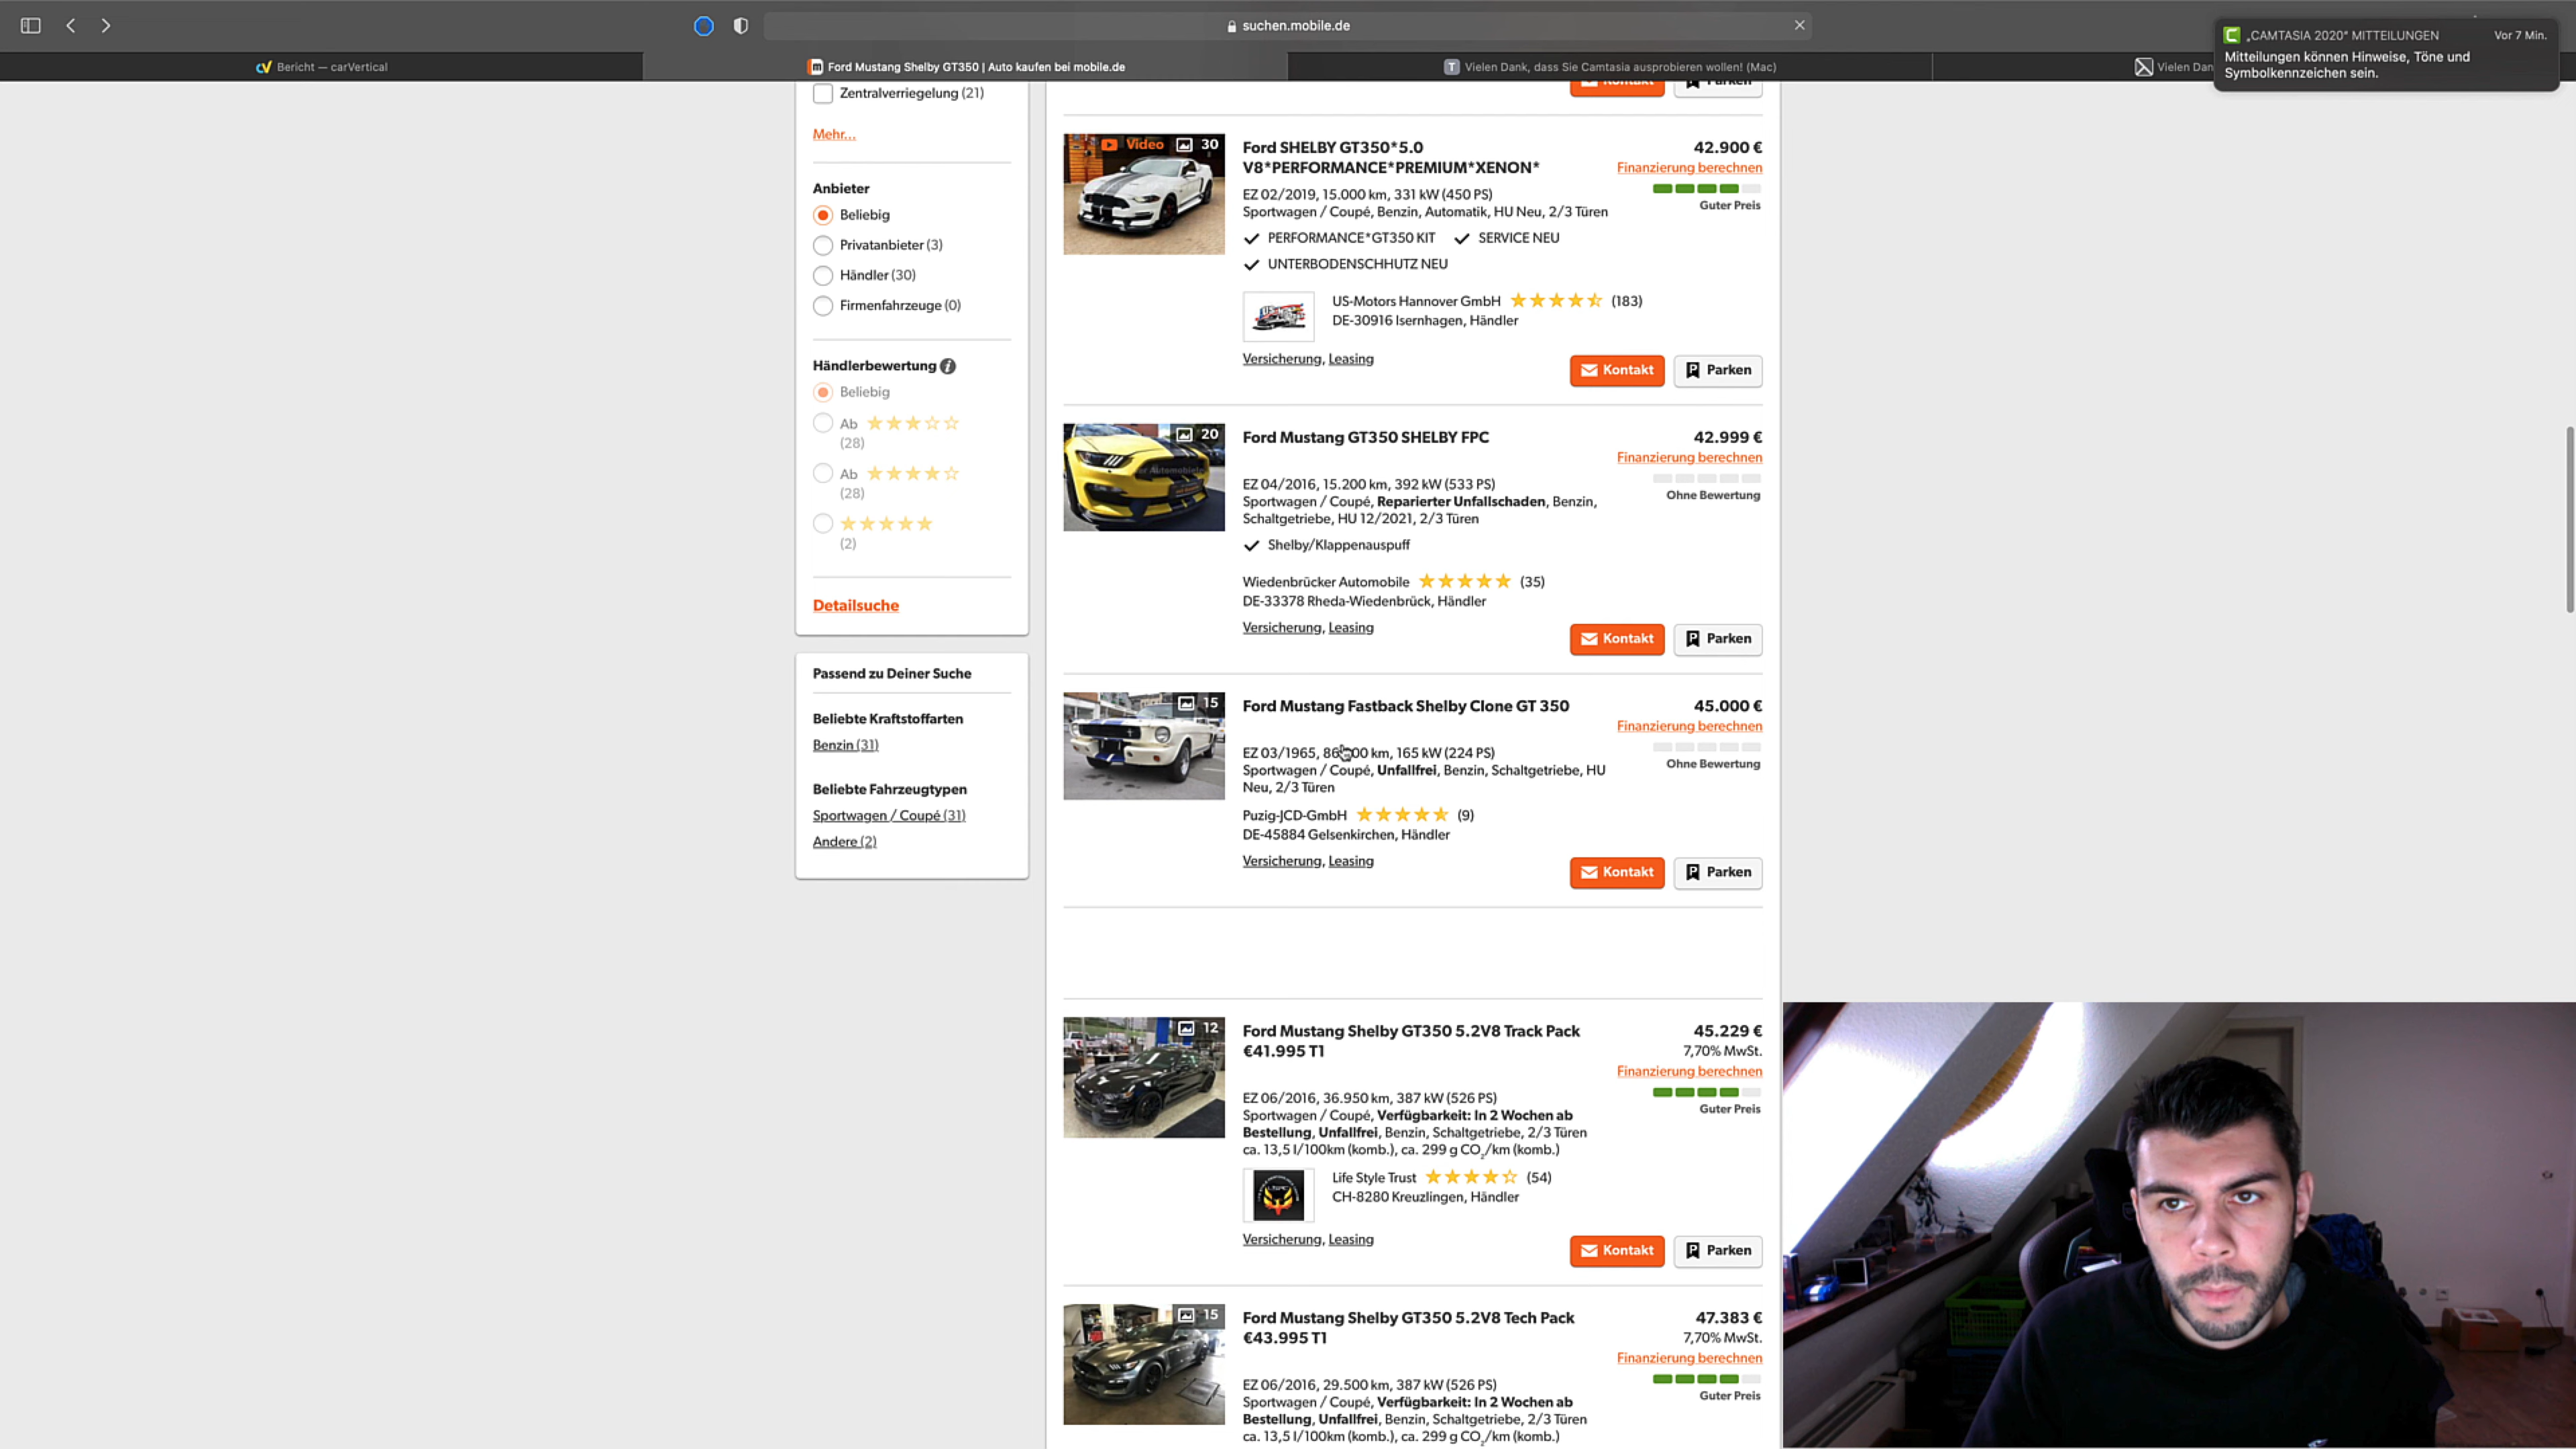 suchen.mobile.de
„CAMTASIA 2020“ MITTEILUNGEN
Vor 7 Min.
Mitteilungen können Hinweise, Töne und
Symbolkennzeichen sein.
Bericht — carVertical
Ford Mustang Shelby GT350 | Auto kaufen bei mobile.de
Vielen Dank, dass Sie Camtasia ausprobieren wollen! (Mac)
Vielen Dan
Zentralverriegelung (21)
Mehr...
Anbieter
Beliebig
Privatanbieter (3)
Händler (30)
Firmenfahrzeuge (0)
Händlerbewertung
Beliebig
Ab
(28)
Ab
(28)
(2)
Detailsuche
Passend zu Deiner Suche
Beliebte Kraftstoffarten
Benzin (31)
Beliebte Fahrzeugtypen
Sportwagen / Coupé (31)
Andere (2)
Kontakt
Parken
Video
30
Ford SHELBY GT350*5.0
V8*PERFORMANCE*PREMIUM*XENON*
42.900 €
Finanzierung berechnen
Guter Preis
EZ 02/2019, 15.000 km, 331 kW (450 PS)
Sportwagen / Coupé, Benzin, Automatik, HU Neu, 2/3 Türen
PERFORMANCE*GT350 KIT
SERVICE NEU
UNTERBODENSCHHUTZ NEU
US-Motors Hannover GmbH
(183)
DE-30916 Isernhagen, Händler
Versicherung, Leasing
Kontakt
Parken
20
Ford Mustang GT350 SHELBY FPC
42.999 €
Finanzierung berechnen
Ohne Bewertung
EZ 04/2016, 15.200 km, 392 kW (533 PS)
Sportwagen / Coupé, Reparierter Unfallschaden, Benzin,
Schaltgetriebe, HU 12/2021, 2/3 Türen
Shelby/Klappenauspuff
Wiedenbrücker Automobile
(35)
DE-33378 Rheda-Wiedenbrück, Händler
Versicherung, Leasing
Kontakt
Parken
15
Ford Mustang Fastback Shelby Clone GT 350
45.000 €
Finanzierung berechnen
Ohne Bewertung
EZ 03/1965, km, 165 kW (224 PS)
Sportwagen / Coupé, Unfallfrei, Benzin, Schaltgetriebe, HU
Neu, 2/3 Türen
Puzig-JCD-GmbH
(9)
DE-45884 Gelsenkirchen, Händler
Versicherung, Leasing
Kontakt
Parken
12
Ford Mustang Shelby GT350 5.2V8 Track Pack
€41.995 T1
45.229 €
7,70% MwSt.
Finanzierung berechnen
Guter Preis
EZ 06/2016, 36.950 km, 387 kW (526 PS)
Sportwagen / Coupé, Verfügbarkeit: In 2 Wochen ab
Bestellung, Unfallfrei, Benzin, Schaltgetriebe, 2/3 Türen
ca. 13,5 l/100km (komb.), ca. 299 g CO₂/km (komb.)
Life Style Trust
(54)
CH-8280 Kreuzlingen, Händler
Versicherung, Leasing
Kontakt
Parken
15
Ford Mustang Shelby GT350 5.2V8 Tech Pack
€43.995 T1
47.383 €
7,70% MwSt.
Finanzierung berechnen
Guter Preis
EZ 06/2016, 29.500 km, 387 kW (526 PS)
Sportwagen / Coupé, Verfügbarkeit: In 2 Wochen ab
Bestellung, Unfallfrei, Benzin, Schaltgetriebe, 2/3 Türen
ca. 13,5 l/100km (komb.), ca. 299 g CO₂/km (komb.)